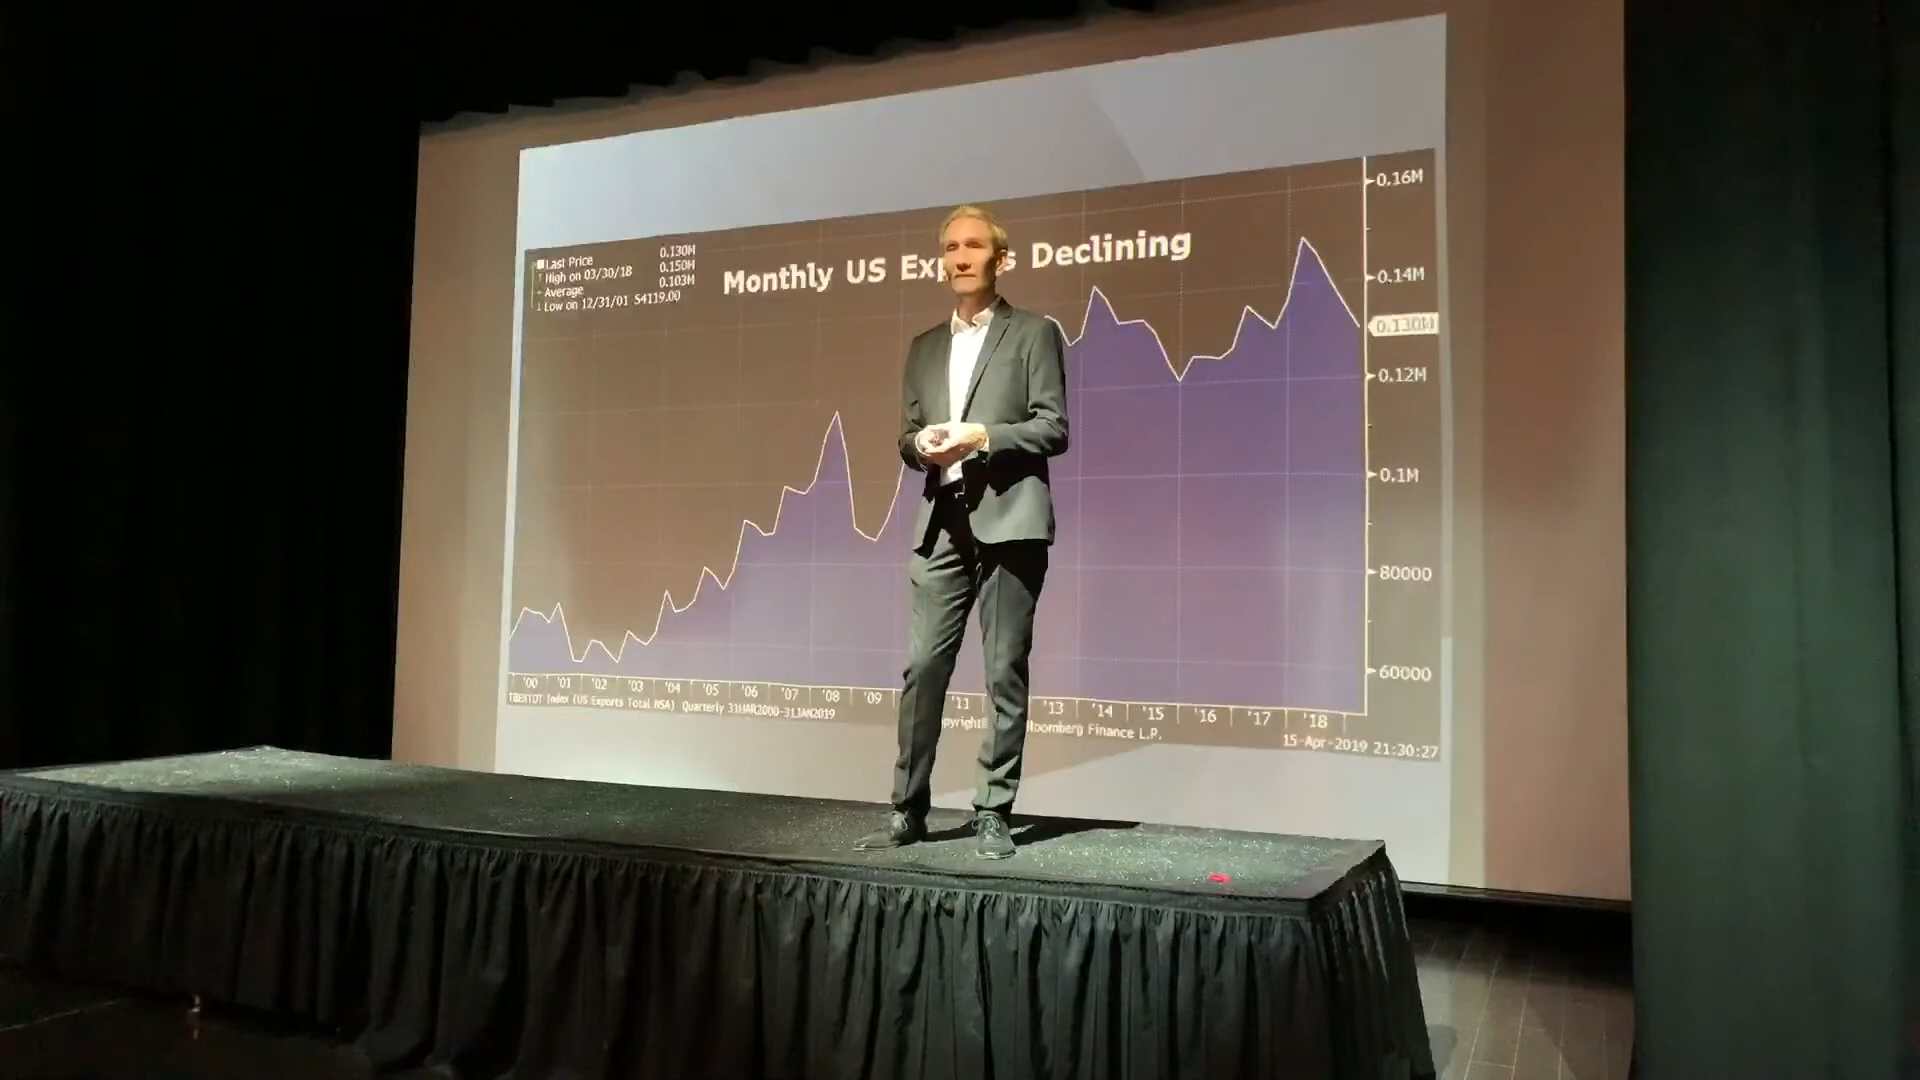 Last Price 0.130M
High on 03/30/18 0.150M
Average 0.103M
Low on 12/31/01 54119.00
Monthly US Exp s Declining
0.16M
0.14M
0.130M
0.12M
0.1M
80000
60000
'00 '01 '02 '03 '04 '05 '06 '07 '08 '09 '11 '13 '14 '15 '16 '17 '18
TBEXTOT Index (US Exports Total NSA) Quarterly 31MAR2000-31JAN2019
opyright© loomberg Finance L.P.
15-Apr-2019 21:30:27